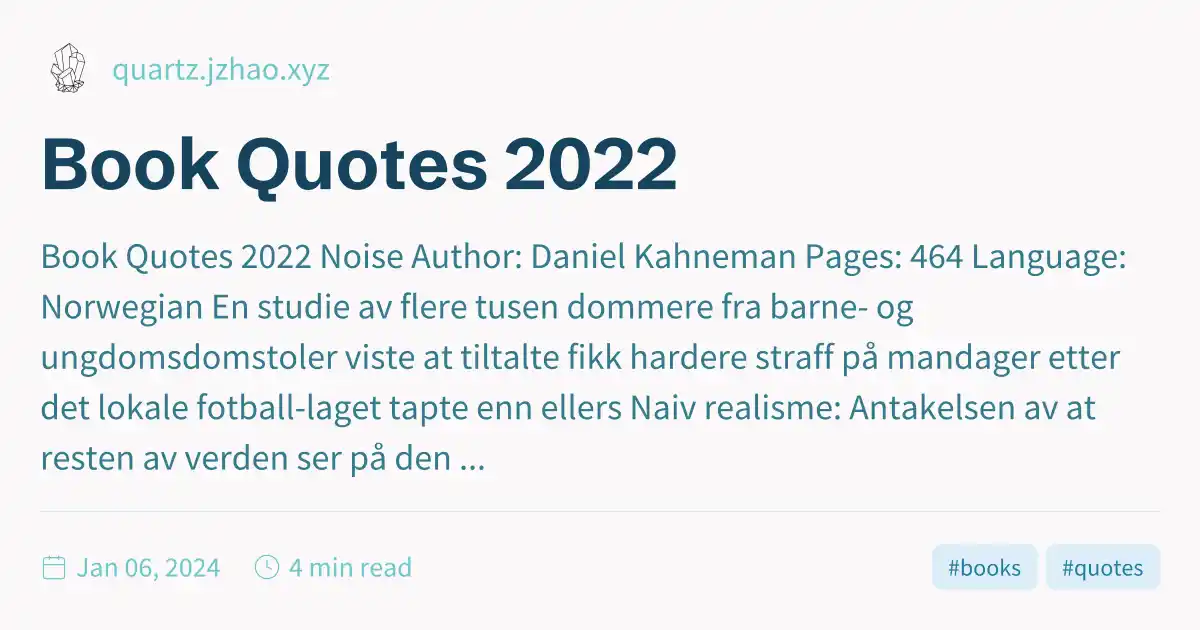 quartz.jzhao.xyz
Book Quotes 2022
Book Quotes 2022 Noise Author: Daniel Kahneman Pages: 464 Language:
Norwegian En studie av flere tusen dommere fra barne- og
ungdomsdomstoler viste at tiltalte fikk hardere straff på mandager etter
det lokale fotball-laget tapte enn ellers Naiv realisme: Antakelsen av at
resten av verden ser på den ...
Jan 06, 2024 4 min read #books #quotes